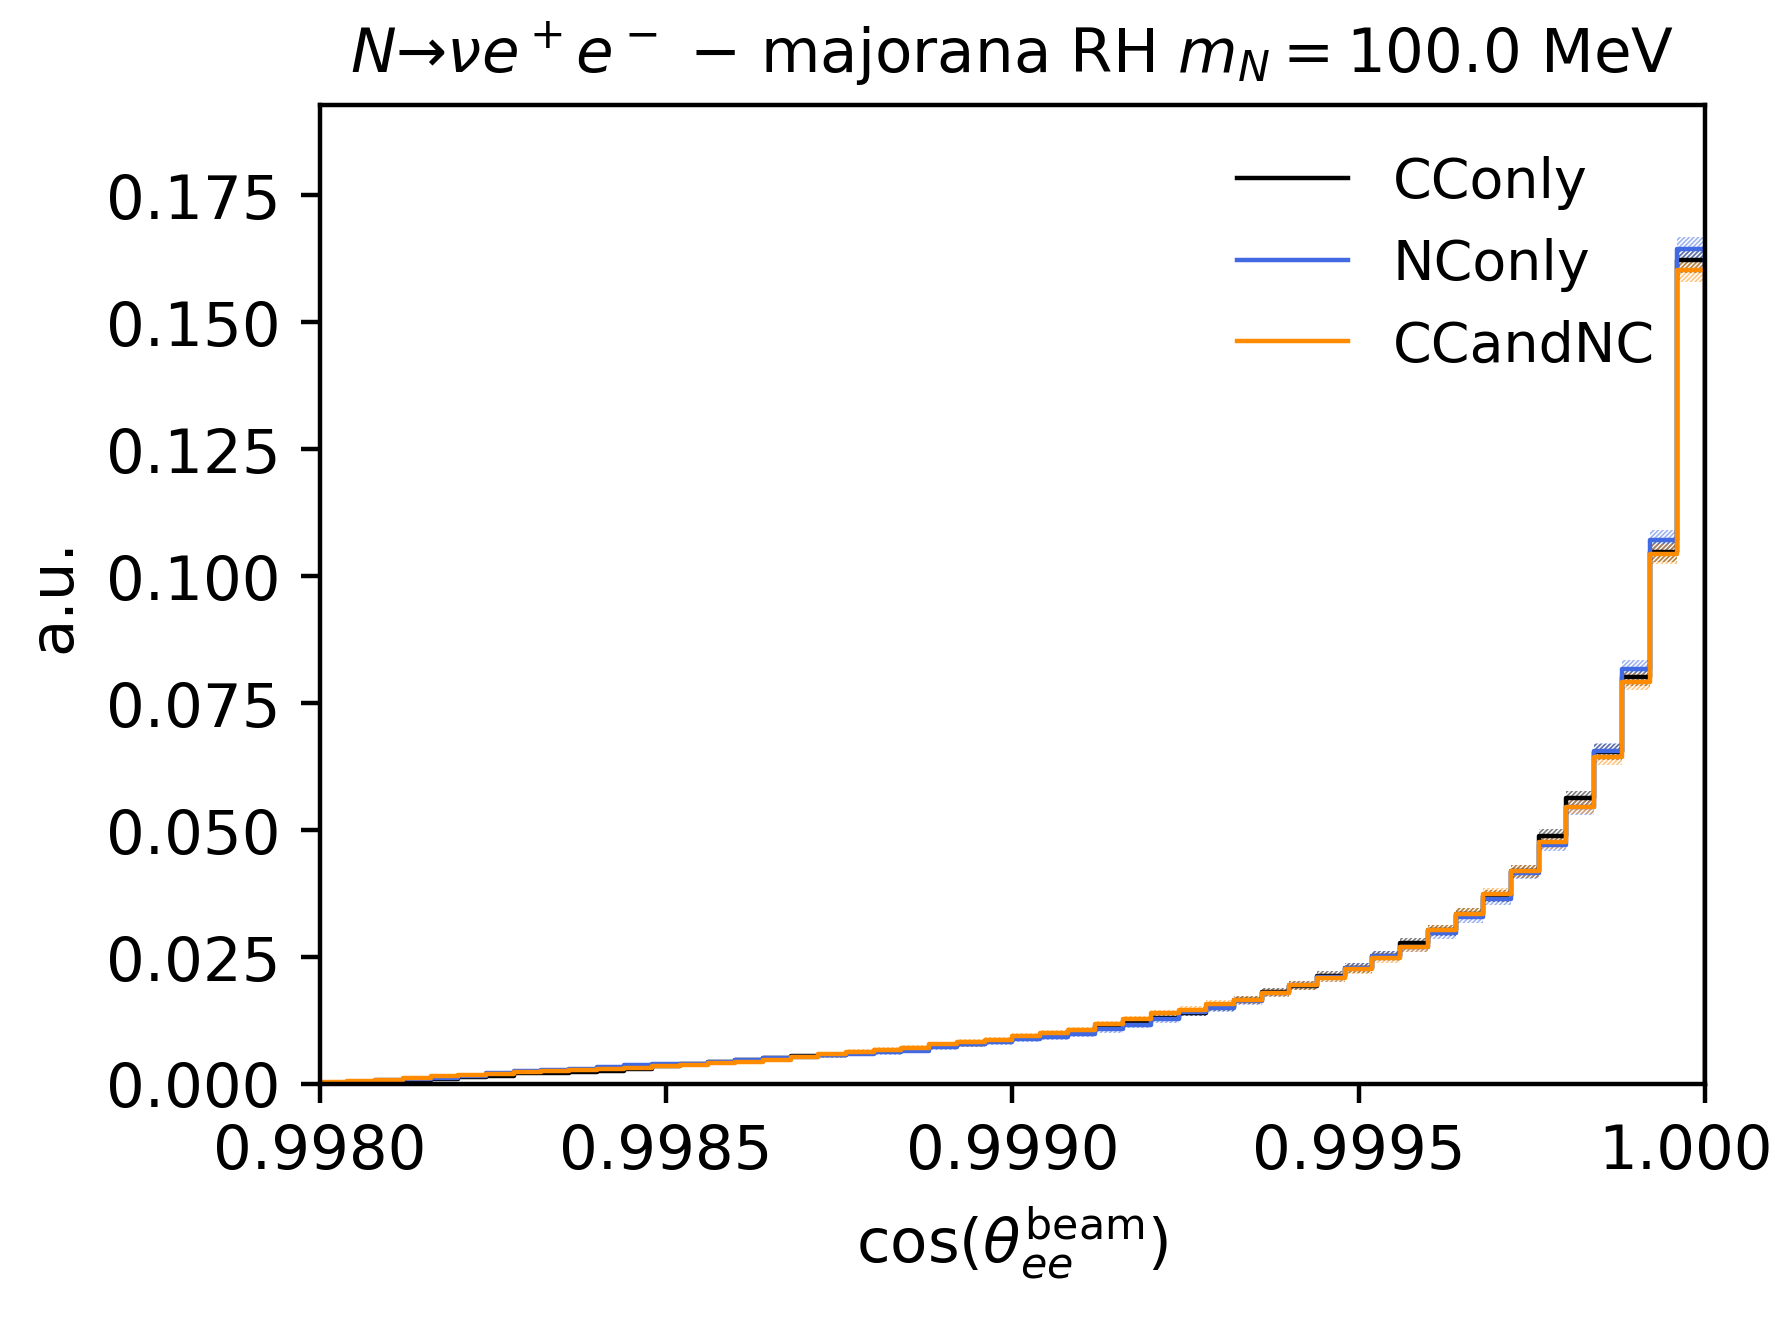 N→νe⁺e⁻ − majorana RH m_N = 100.0 MeV
CConly
NConly
CCandNC
0.175
0.150
0.125
0.100
0.075
0.050
0.025
0.000
a.u.
0.9980 0.9985 0.9990 0.9995 1.000
cos(θ_ee^beam)